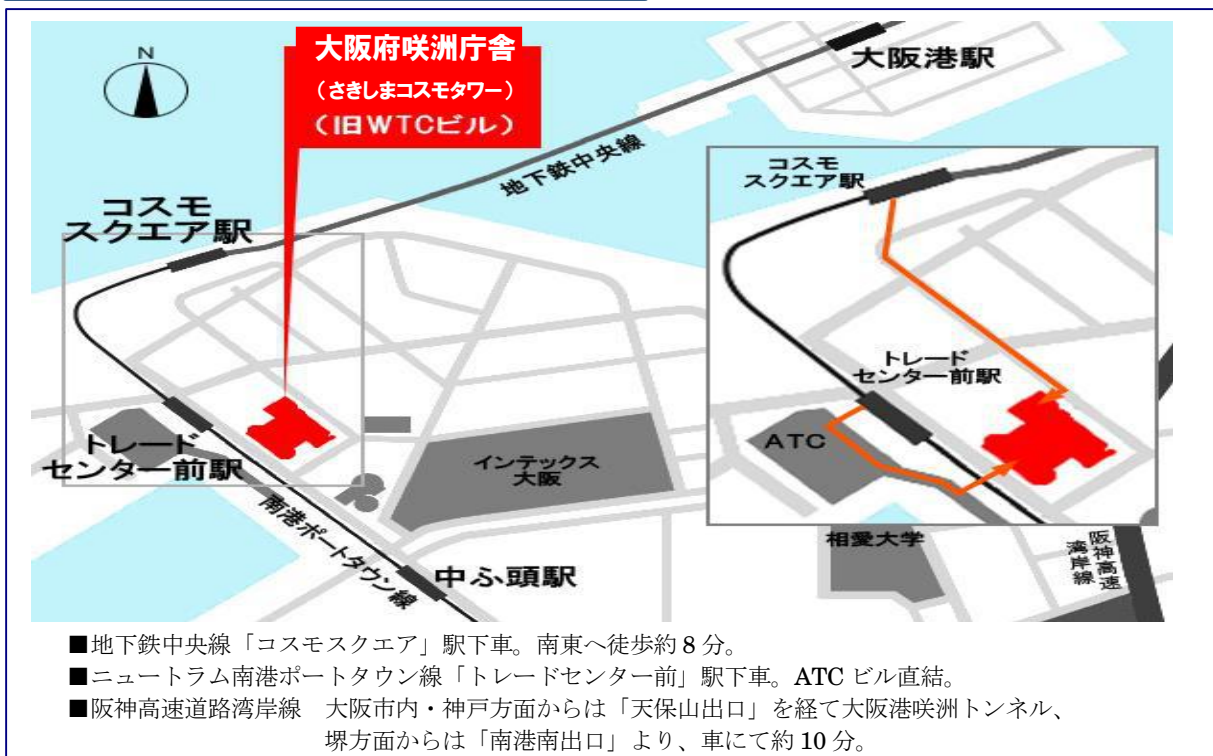 N
大阪府咲洲庁舎
（さきしまコスモタワー）
（旧WTCビル）
大阪港駅
地下鉄中央線
コスモ
スクエア駅
コスモ
スクエア駅
トレード
センター前駅
ATC
トレード
センター前駅
インテックス
大阪
南港ポートタウン線
中ふ頭駅
相愛大学
阪神高速
湾岸線
■地下鉄中央線「コスモスクエア」駅下車。南東へ徒歩約8分。
■ニュートラム南港ポートタウン線「トレードセンター前」駅下車。ATCビル直結。
■阪神高速道路湾岸線　大阪市内・神戸方面からは「天保山出口」を経て大阪港咲洲トンネル、
堺方面からは「南港南出口」より、車にて約10分。